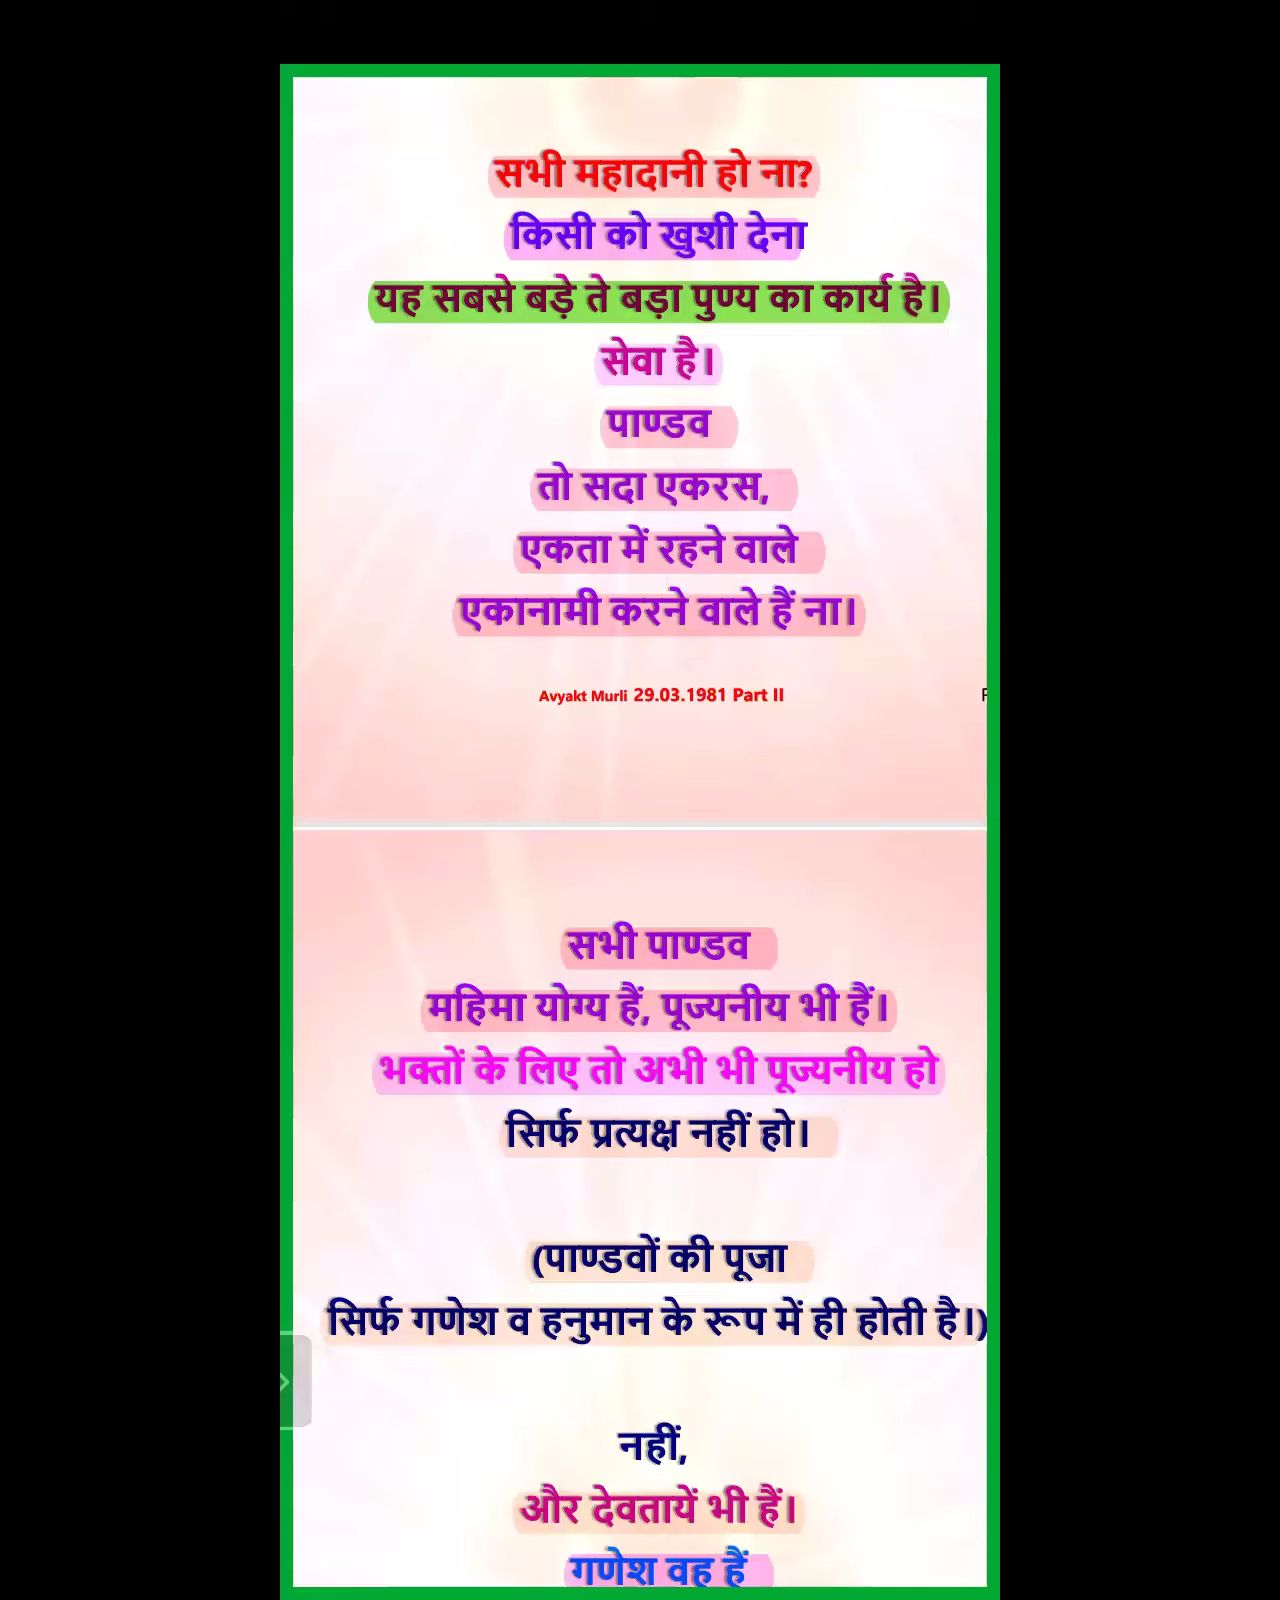 सभी महादानी हो ना?
किसी को खुशी देना
यह सबसे बड़े ते बड़ा पुण्य का कार्य है।
सेवा है।
पाण्डव
तो सदा एकरस,
एकता में रहने वाले
एकानामी करने वाले हैं ना।
Avyakt Murli 29.03.1981 Part II
सभी पाण्डव
महिमा योग्य हैं, पूज्यनीय भी हैं।
भक्तों के लिए तो अभी भी पूज्यनीय हो
सिर्फ प्रत्यक्ष नहीं हो।
(पाण्डवों की पूजा
सिर्फ गणेश व हनुमान के रूप में ही होती है।)
नहीं,
और देवतायें भी हैं।
गणेश वह हैं